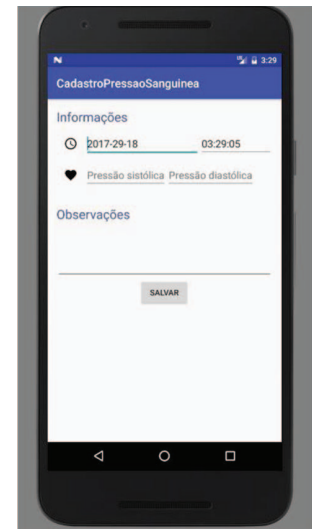 N 3:29
CadastroPressaoSanguinea
Informações
2017-29-18 03:29:05
Pressão sistólica Pressão diastólica
Observações
SALVAR